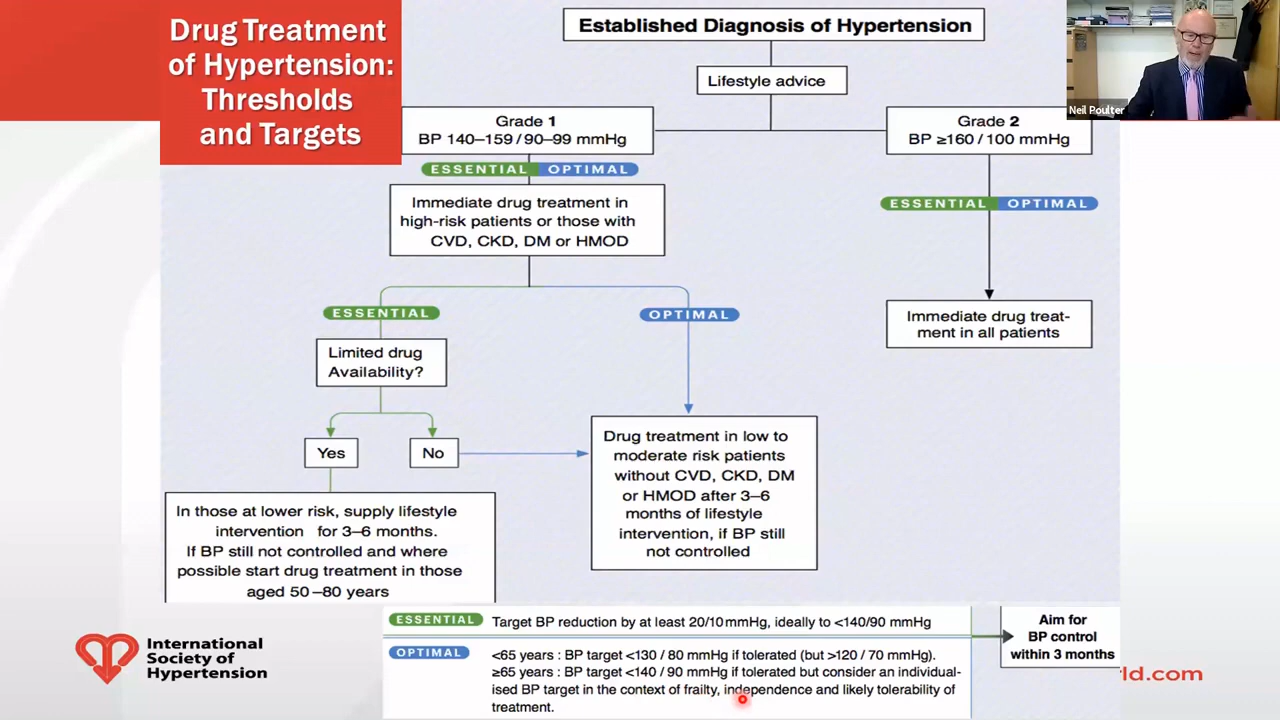 Drug Treatment
of Hypertension:
Thresholds
and Targets
Established Diagnosis of Hypertension
Lifestyle advice
Neil Poulter
Grade 1
BP 140–159 / 90–99 mmHg
Grade 2
BP ≥160 / 100 mmHg
ESSENTIAL OPTIMAL
Immediate drug treatment in
high-risk patients or those with
CVD, CKD, DM or HMOD
ESSENTIAL OPTIMAL
Immediate drug treat-
ment in all patients
ESSENTIAL
OPTIMAL
Limited drug
Availability?
Yes
No
Drug treatment in low to
moderate risk patients
without CVD, CKD, DM
or HMOD after 3–6
months of lifestyle
intervention, if BP still
not controlled
In those at lower risk, supply lifestyle
intervention for 3–6 months.
If BP still not controlled and where
possible start drug treatment in those
aged 50–80 years
ESSENTIAL Target BP reduction by at least 20/10 mmHg, ideally to <140/90 mmHg
OPTIMAL <65 years : BP target <130 / 80 mmHg if tolerated (but >120 / 70 mmHg).
≥65 years : BP target <140 / 90 mmHg if tolerated but consider an individual-
ised BP target in the context of frailty, independence and likely tolerability of
treatment.
Aim for
BP control
within 3 months
International
Society of
Hypertension
rld.com